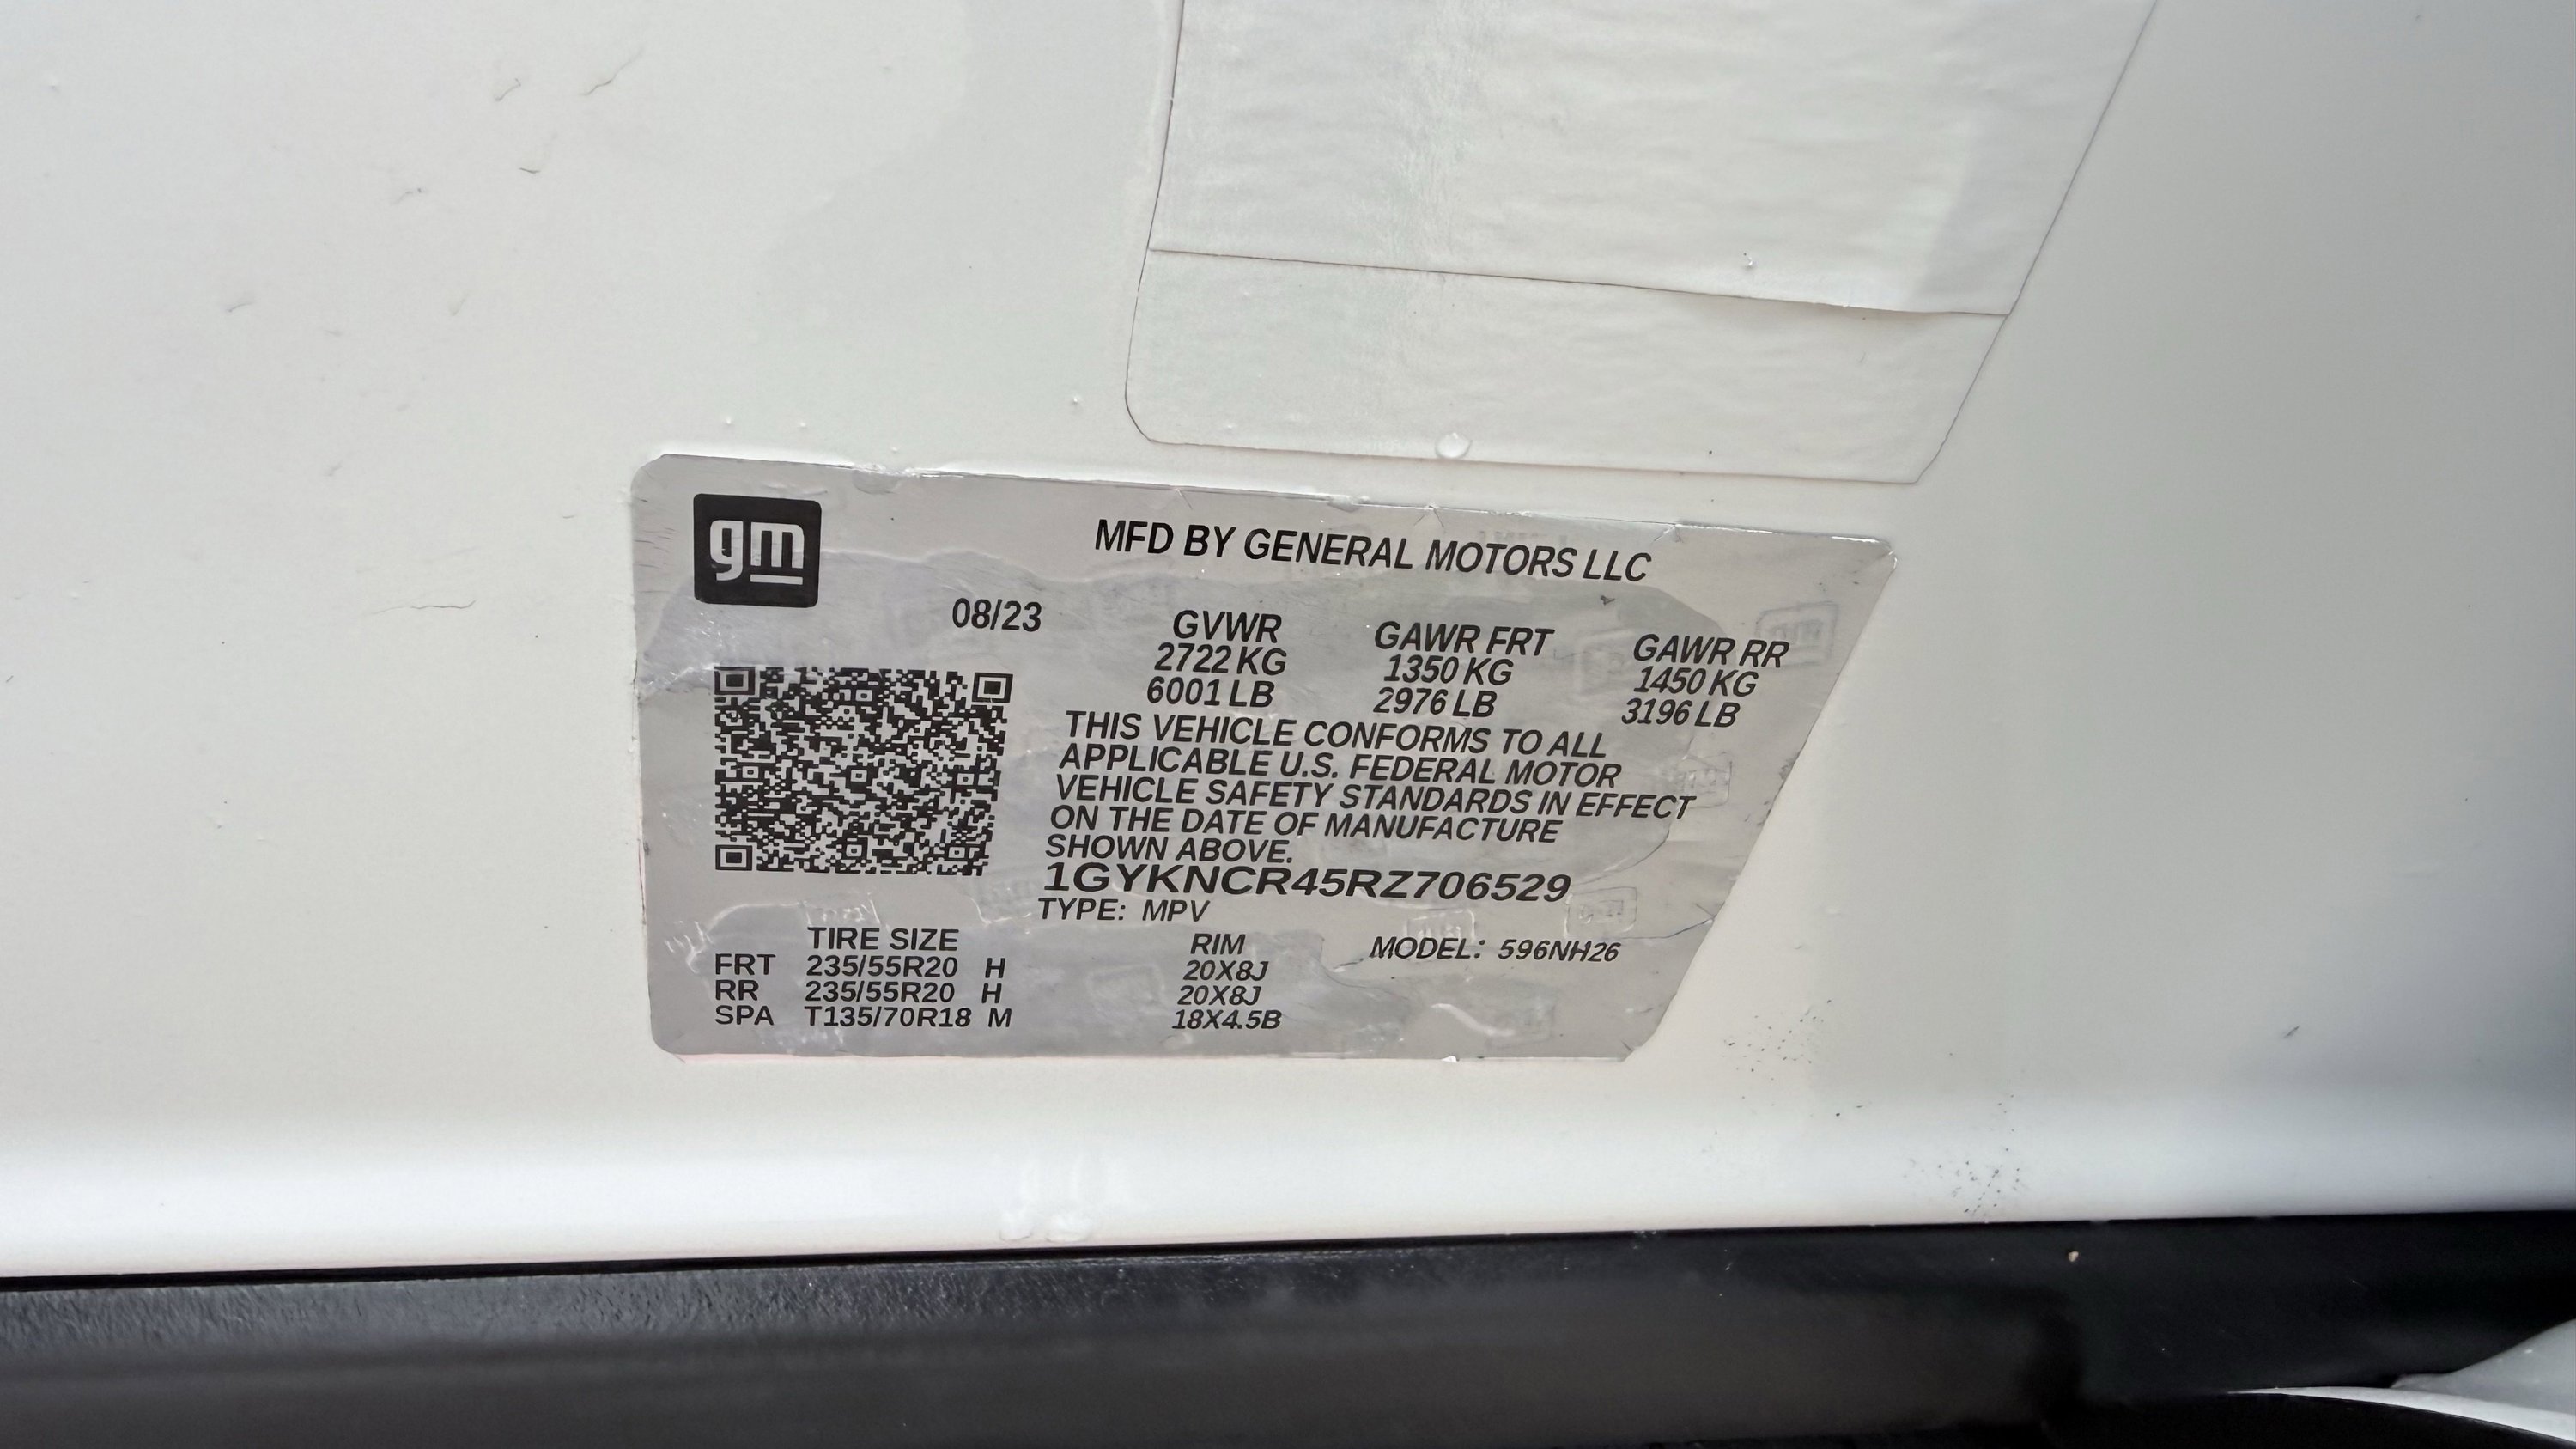 gm
MFD BY GENERAL MOTORS LLC
08/23
GVWR GAWR FRT GAWR RR
2722 KG 1350 KG 1450 KG
6001 LB 2976 LB 3196 LB
THIS VEHICLE CONFORMS TO ALL
APPLICABLE U.S. FEDERAL MOTOR
VEHICLE SAFETY STANDARDS IN EFFECT
ON THE DATE OF MANUFACTURE
SHOWN ABOVE.
1GYKNCR45RZ706529
TYPE: MPV
TIRE SIZE RIM MODEL: 596NH26
FRT 235/55R20 H 20X8J
RR 235/55R20 H 20X8J
SPA T135/70R18 M 18X4.5B